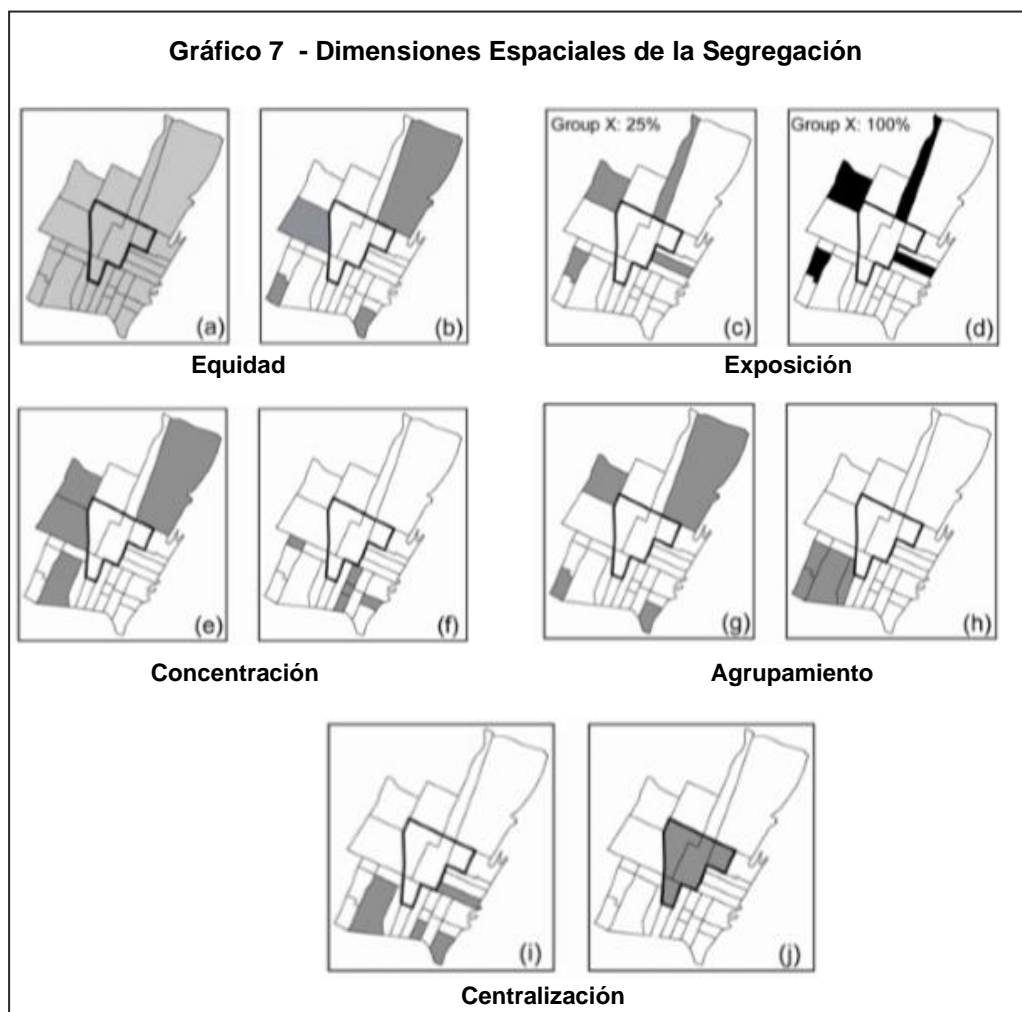 Gráfico 7 - Dimensiones Espaciales de la Segregación
Group X: 25% Group X: 100%
(a) (b) (c) (d)
Equidad Exposición
(e) (f) (g) (h)
Concentración Agrupamiento
(i) (j)
Centralización